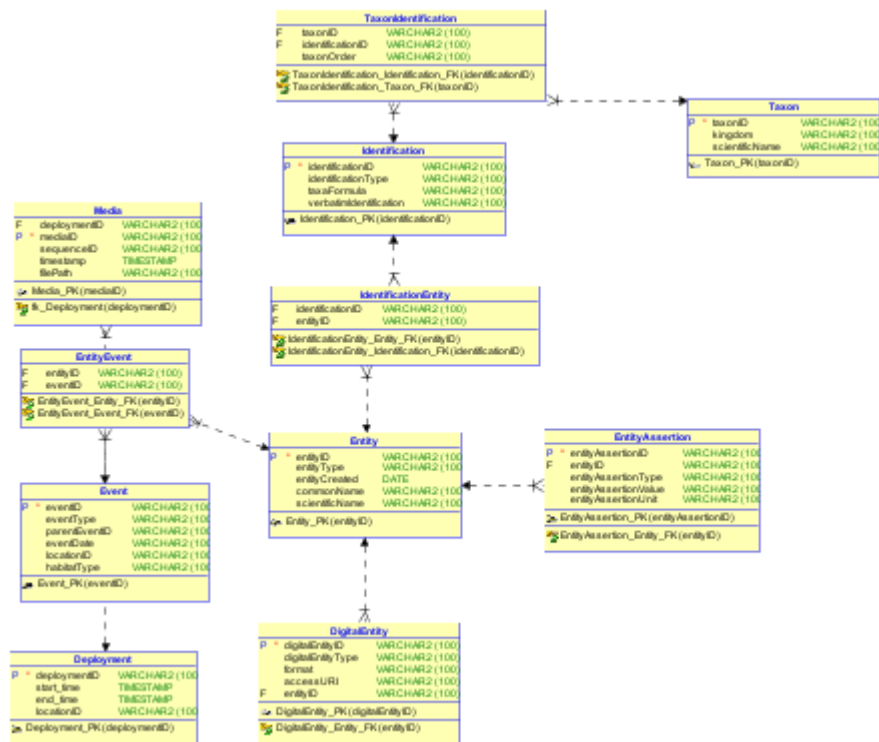 TaxonIdentification
F taxonID VARCHAR2 (100)
F identificationID VARCHAR2 (100)
taxonOrder VARCHAR2 (100)
TaxonIdentification_Identification_FK(identificationID)
TaxonIdentification_Taxon_FK(taxonID)
Taxon
P * taxonID VARCHAR2 (100
kingdom VARCHAR2 (100
scientificName VARCHAR2 (100
Taxon_PK(taxonID)
Identification
P * identificationID VARCHAR2 (100)
identificationType VARCHAR2 (100)
taxaFormula VARCHAR2 (100)
verbatimIdentification VARCHAR2 (100)
Identification_PK(identificationID)
Media
F deploymentID VARCHAR2 (100
P * mediaID VARCHAR2 (100
sequenceID VARCHAR2 (100
timestamp TIMESTAMP
filePath VARCHAR2 (100
Media_PK(mediaID)
fk_Deployment(deploymentID)
IdentificationEntity
F identificationID VARCHAR2 (100)
F entityID VARCHAR2 (100)
IdentificationEntity_Entity_FK(entityID)
IdentificationEntity_Identification_FK(identificationID)
EntityEvent
F entityID VARCHAR2 (100)
F eventID VARCHAR2 (100)
EntityEvent_Entity_FK(entityID)
EntityEvent_Event_FK(eventID)
Entity
P * entityID VARCHAR2 (100
entityType VARCHAR2 (100
entityCreated DATE
commonName VARCHAR2 (100
scientificName VARCHAR2 (100
Entity_PK(entityID)
EntityAssertion
P * entityAssertionID VARCHAR2 (100
F entityID VARCHAR2 (100
entityAssertionType VARCHAR2 (100
entityAssertionValue VARCHAR2 (100
entityAssertionUnit VARCHAR2 (100
EntityAssertion_PK(entityAssertionID)
EntityAssertion_Entity_FK(entityID)
Event
P * eventID VARCHAR2 (100
eventType VARCHAR2 (100
parentEventID VARCHAR2 (100
eventDate VARCHAR2 (100
locationID VARCHAR2 (100
habitatType VARCHAR2 (100
Event_PK(eventID)
Deployment
P * deploymentID VARCHAR2 (100
start_time TIMESTAMP
end_time TIMESTAMP
locationID VARCHAR2 (100
Deployment_PK(deploymentID)
DigitalEntity
P * digitalEntityID VARCHAR2 (100)
digitalEntityType VARCHAR2 (100)
format VARCHAR2 (100)
accessURI VARCHAR2 (100)
F entityID VARCHAR2 (100)
DigitalEntity_PK(digitalEntityID)
DigitalEntity_Entity_FK(entityID)